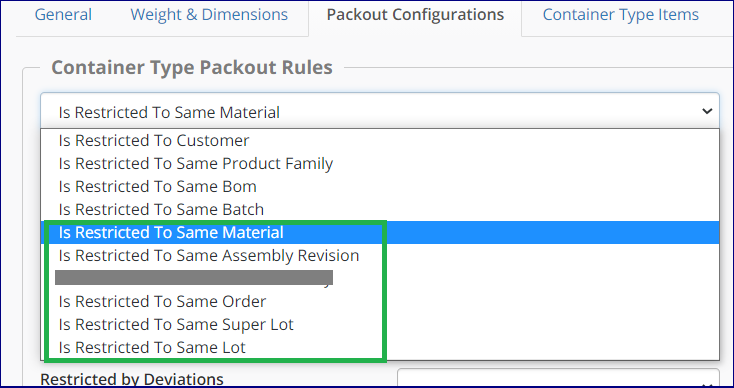 General Weight & Dimensions Packout Configurations Container Type Items
Container Type Packout Rules
Is Restricted To Same Material
Is Restricted To Customer
Is Restricted To Same Product Family
Is Restricted To Same Bom
Is Restricted To Same Batch
Is Restricted To Same Material
Is Restricted To Same Assembly Revision
Is Restricted To Same Order
Is Restricted To Same Super Lot
Is Restricted To Same Lot
Restricted by Deviations